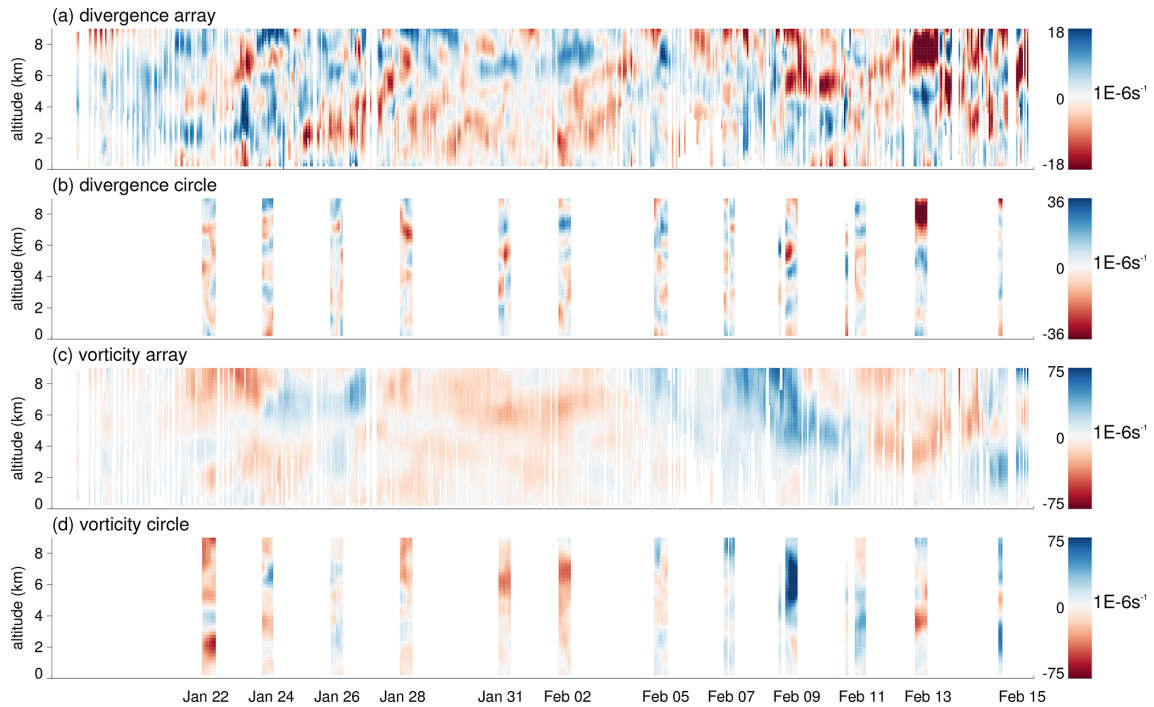 (a) divergence array
8
6
4
2
0
altitude (km)
18
0
-18
1E-6s⁻¹
(b) divergence circle
8
6
4
2
0
altitude (km)
36
0
-36
1E-6s⁻¹
(c) vorticity array
8
6
4
2
0
altitude (km)
75
0
-75
1E-6s⁻¹
(d) vorticity circle
8
6
4
2
0
altitude (km)
75
0
-75
1E-6s⁻¹
Jan 22 Jan 24 Jan 26 Jan 28 Jan 31 Feb 02 Feb 05 Feb 07 Feb 09 Feb 11 Feb 13 Feb 15